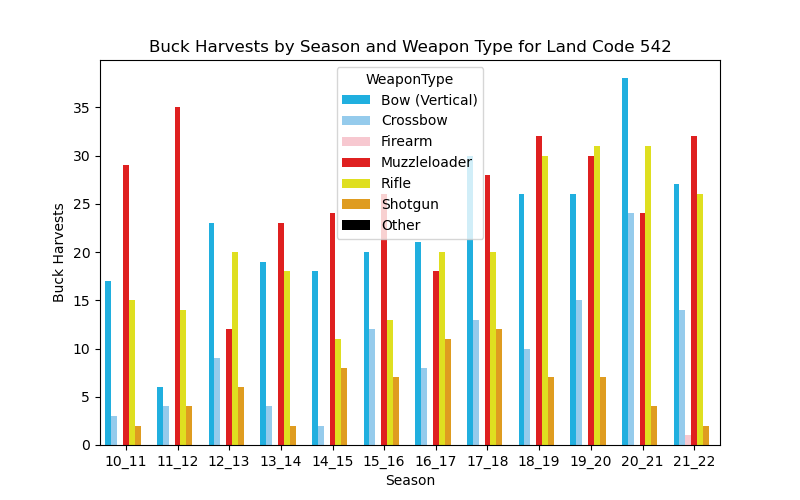 Buck Harvests by Season and Weapon Type for Land Code 542
WeaponType
Bow (Vertical)
Crossbow
Firearm
Muzzleloader
Rifle
Shotgun
Other
Buck Harvests
35
30
25
20
15
10
5
0
10_11 11_12 12_13 13_14 14_15 15_16 16_17 17_18 18_19 19_20 20_21 21_22
Season